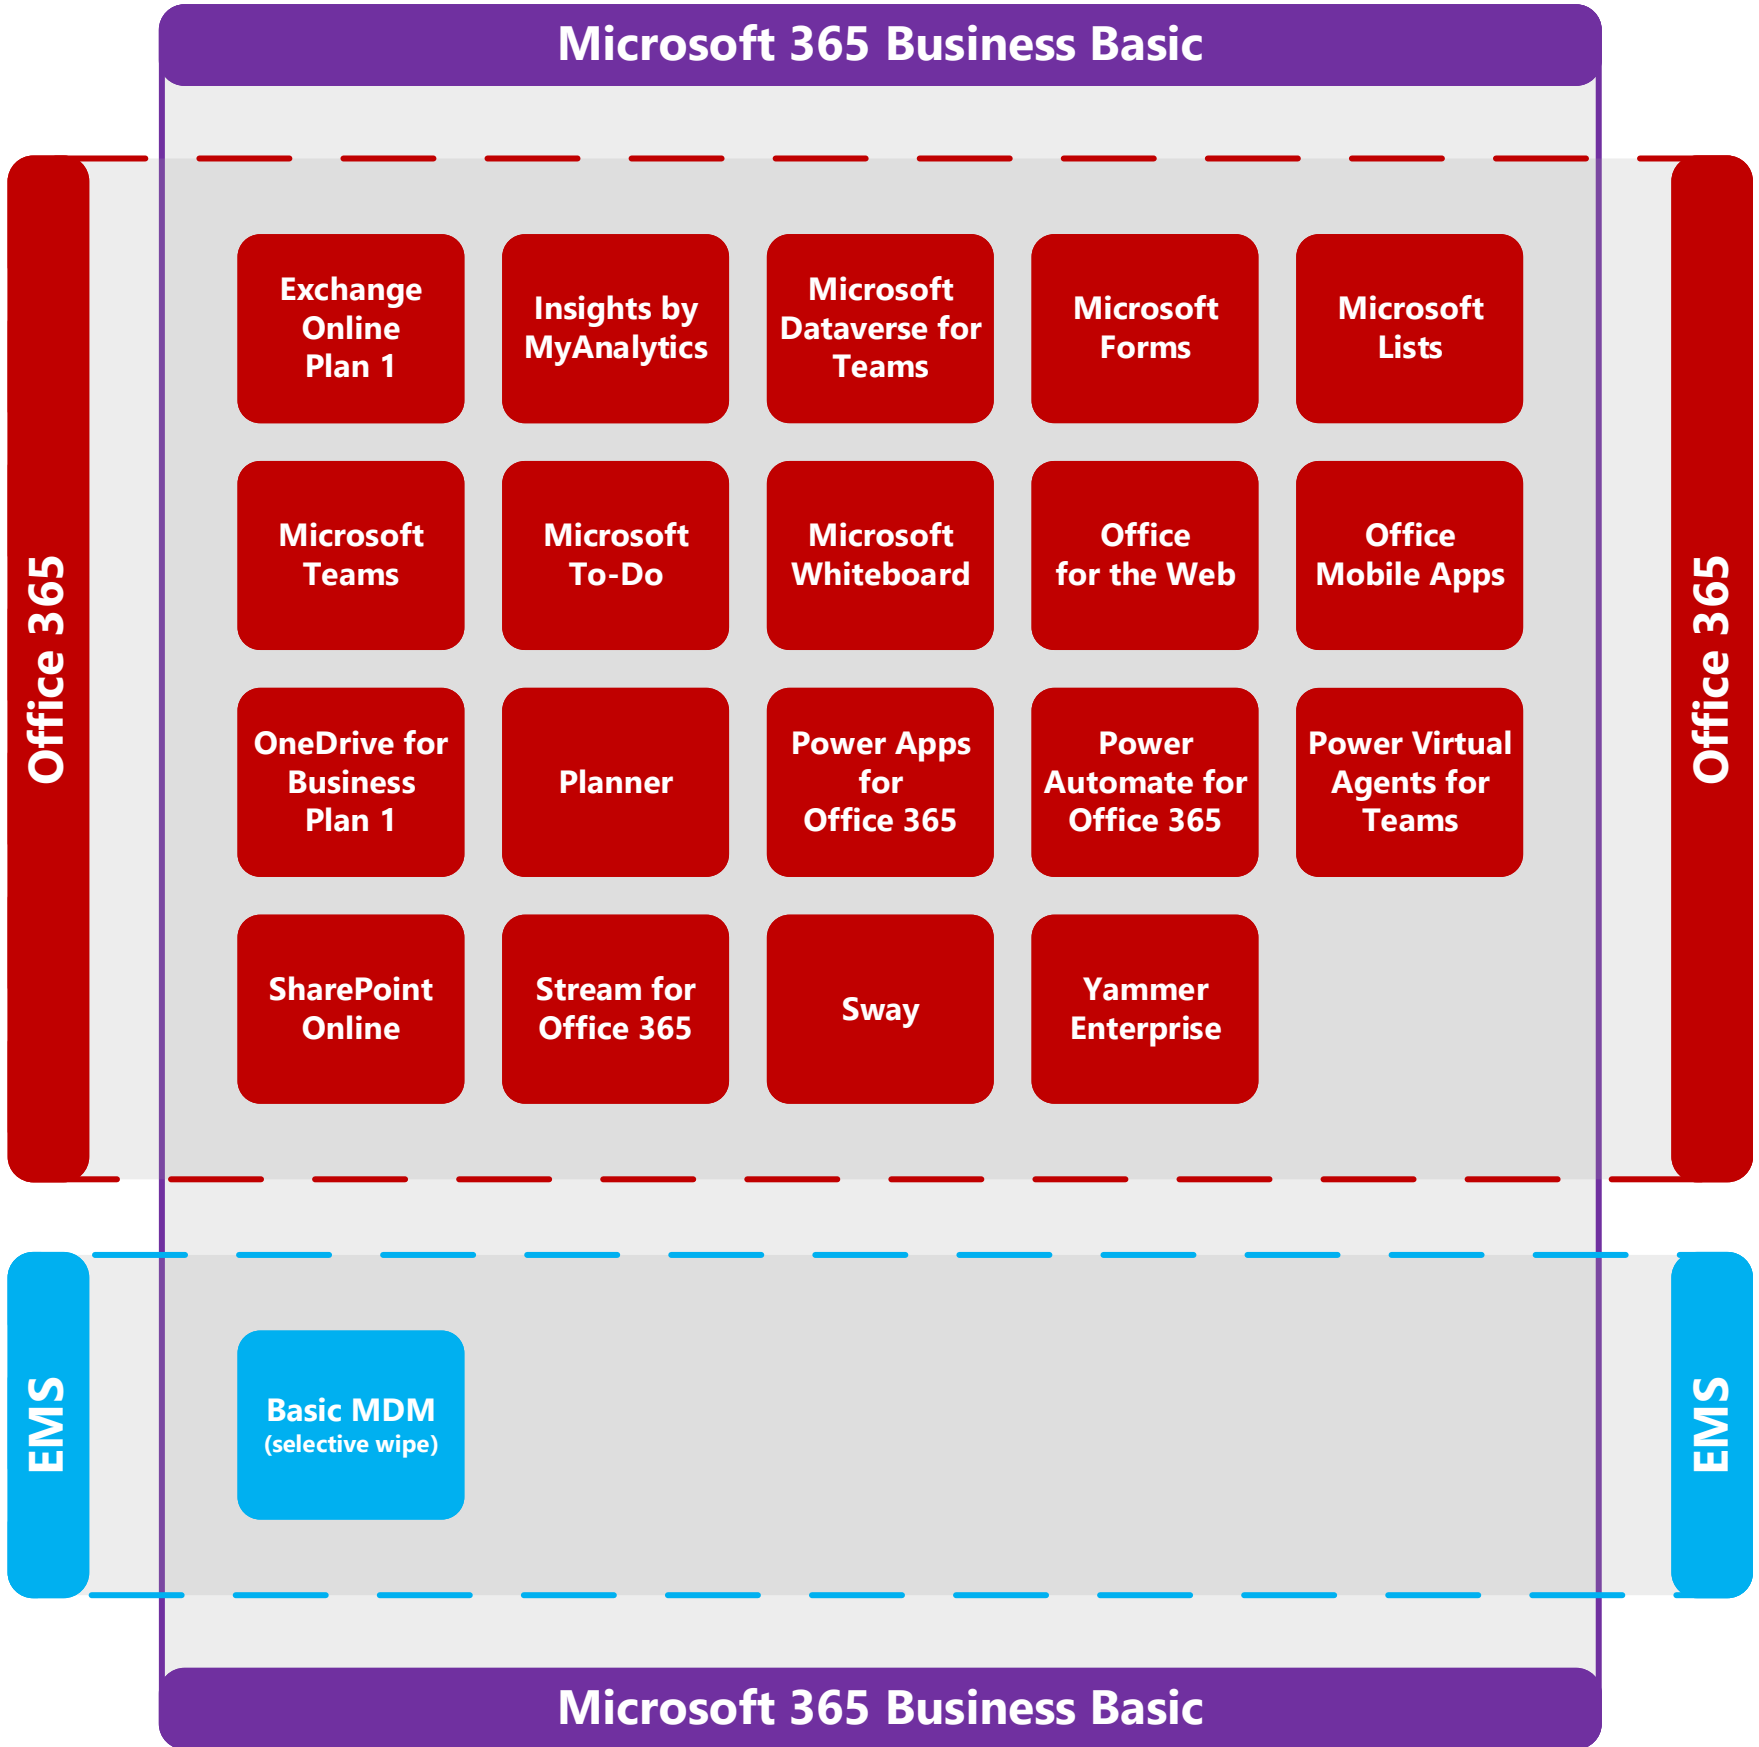 Microsoft 365 Business Basic
Office 365
Office 365
Exchange
Online
Plan 1
Insights by
MyAnalytics
Microsoft
Dataverse for
Teams
Microsoft
Forms
Microsoft
Lists
Microsoft
Teams
Microsoft
To-Do
Microsoft
Whiteboard
Office
for the Web
Office
Mobile Apps
OneDrive for
Business
Plan 1
Planner
Power Apps
for
Office 365
Power
Automate for
Office 365
Power Virtual
Agents for
Teams
SharePoint
Online
Stream for
Office 365
Sway
Yammer
Enterprise
EMS
EMS
Basic MDM
(selective wipe)
Microsoft 365 Business Basic